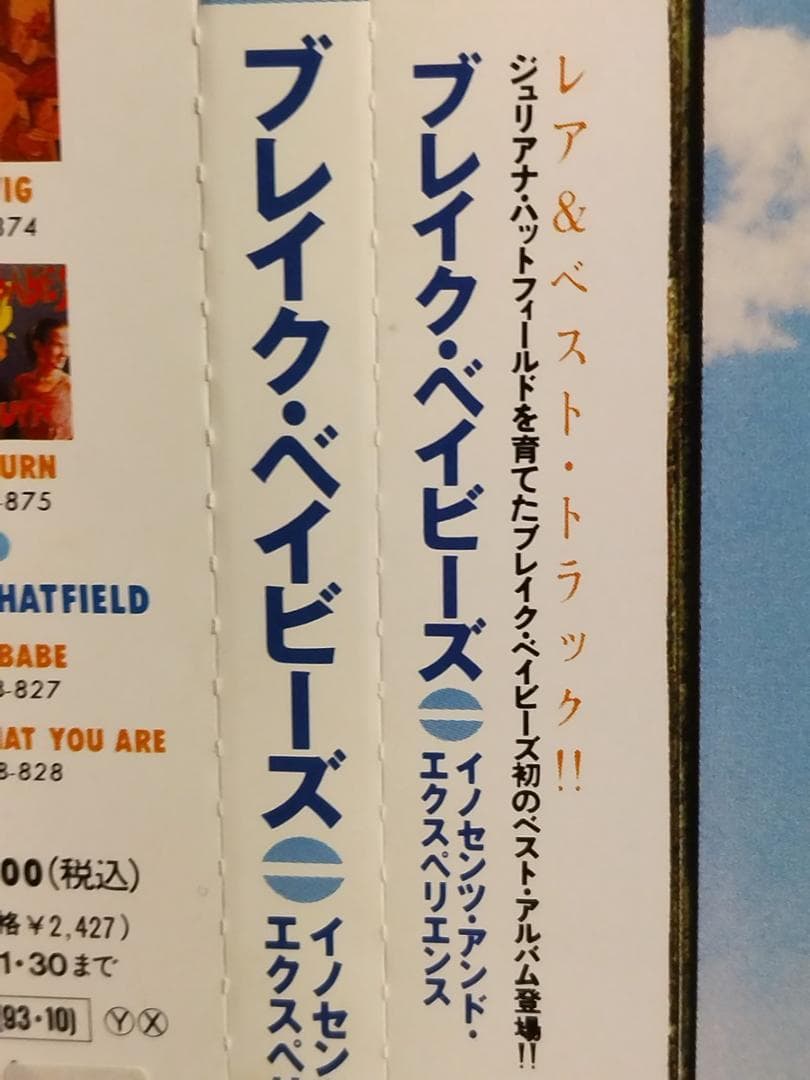 レア&ベスト・トラック!!
ジュリアナ・ハットフィールドを育てたブレイク・ベイビーズ初のベスト・アルバム登場!!
ブレイク・ベイビーズ
イノセンツ・アンド・
エクスペリエンス
ブレイク・ベイビーズ
イノセン
エクスペ
IG
874
URN
-875
HATFIELD
BABE
-827
AT YOU ARE
-828
00(税込)
格¥2,427)
1・30まで
(93・10)
Ⓨ Ⓧ